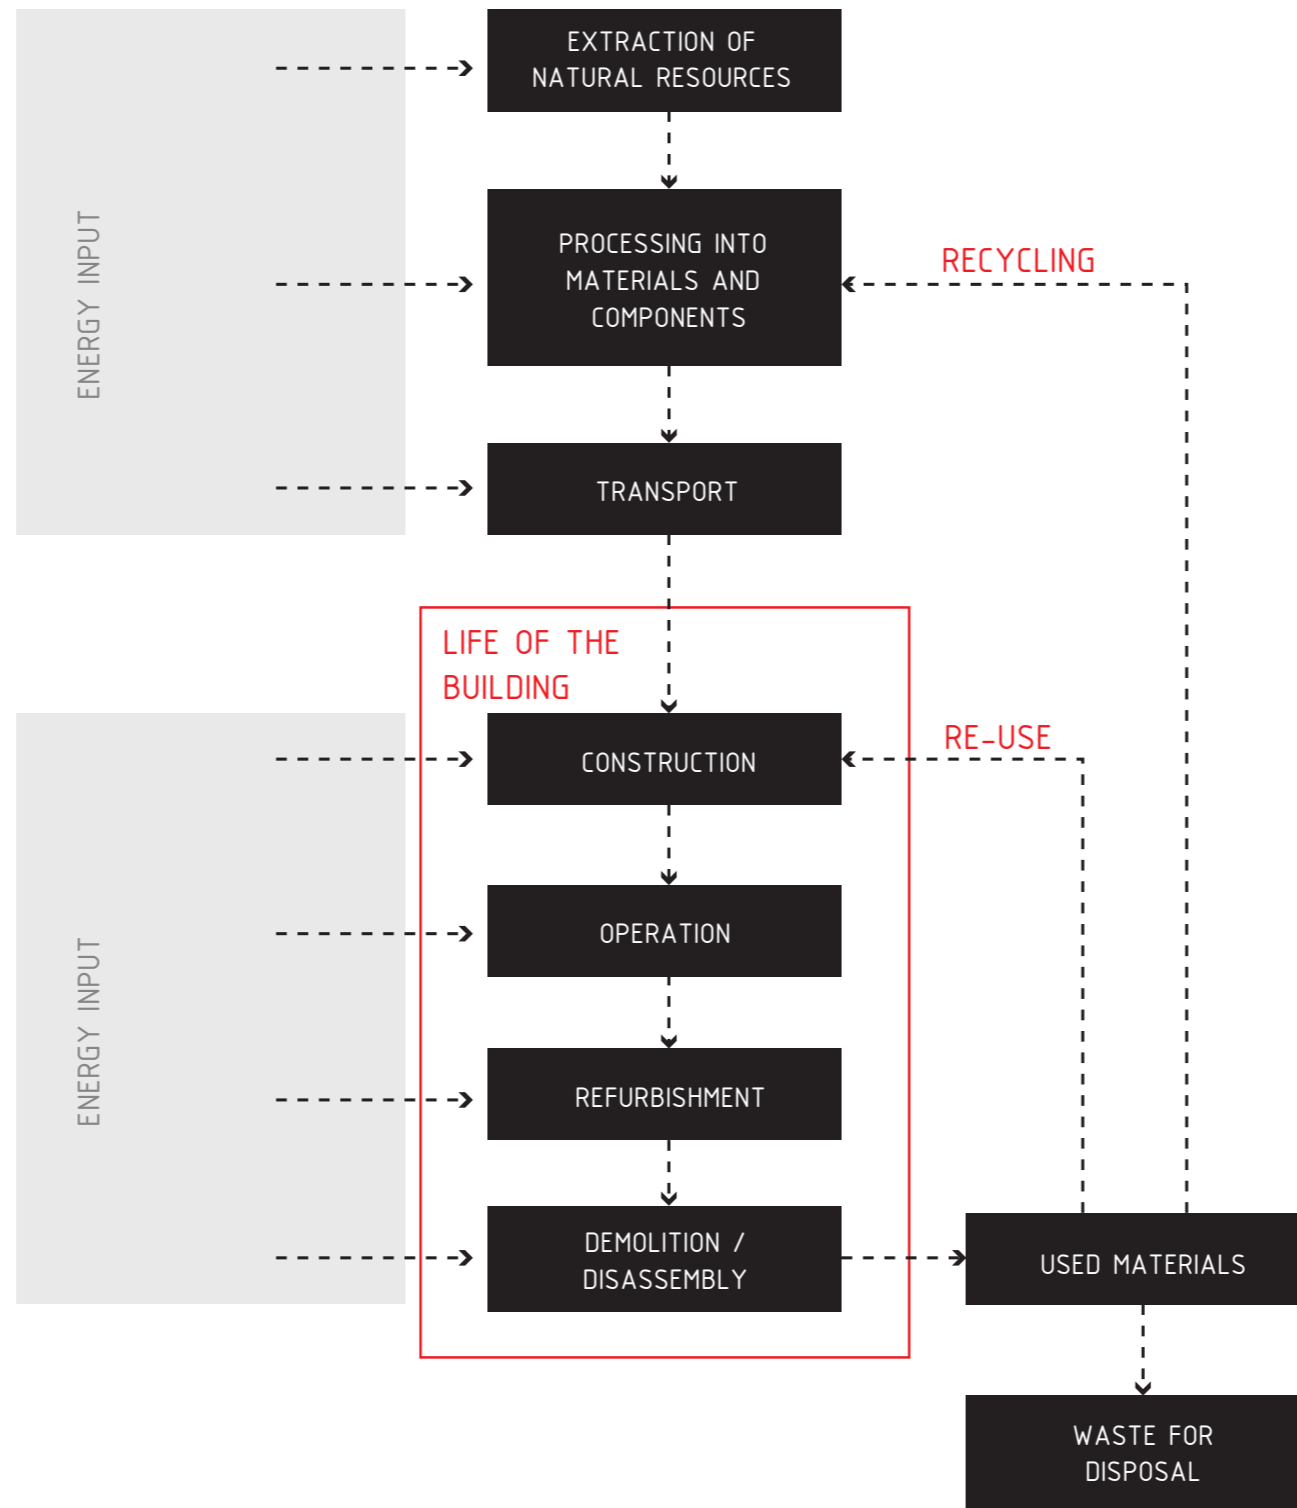 EXTRACTION OF
NATURAL RESOURCES
ENERGY INPUT
PROCESSING INTO
MATERIALS AND
COMPONENTS
RECYCLING
TRANSPORT
LIFE OF THE
BUILDING
ENERGY INPUT
CONSTRUCTION
RE-USE
OPERATION
REFURBISHMENT
DEMOLITION /
DISASSEMBLY
USED MATERIALS
WASTE FOR
DISPOSAL